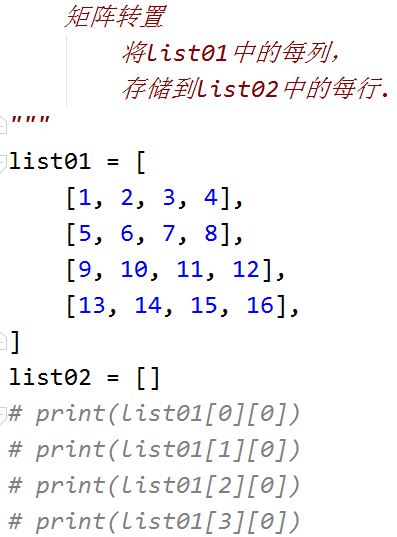 矩阵转置
将list01中的每列，
存储到list02中的每行.
"""
list01 = [
[1, 2, 3, 4],
[5, 6, 7, 8],
[9, 10, 11, 12],
[13, 14, 15, 16],
]
list02 = []
# print(list01[0][0])
# print(list01[1][0])
# print(list01[2][0])
# print(list01[3][0])